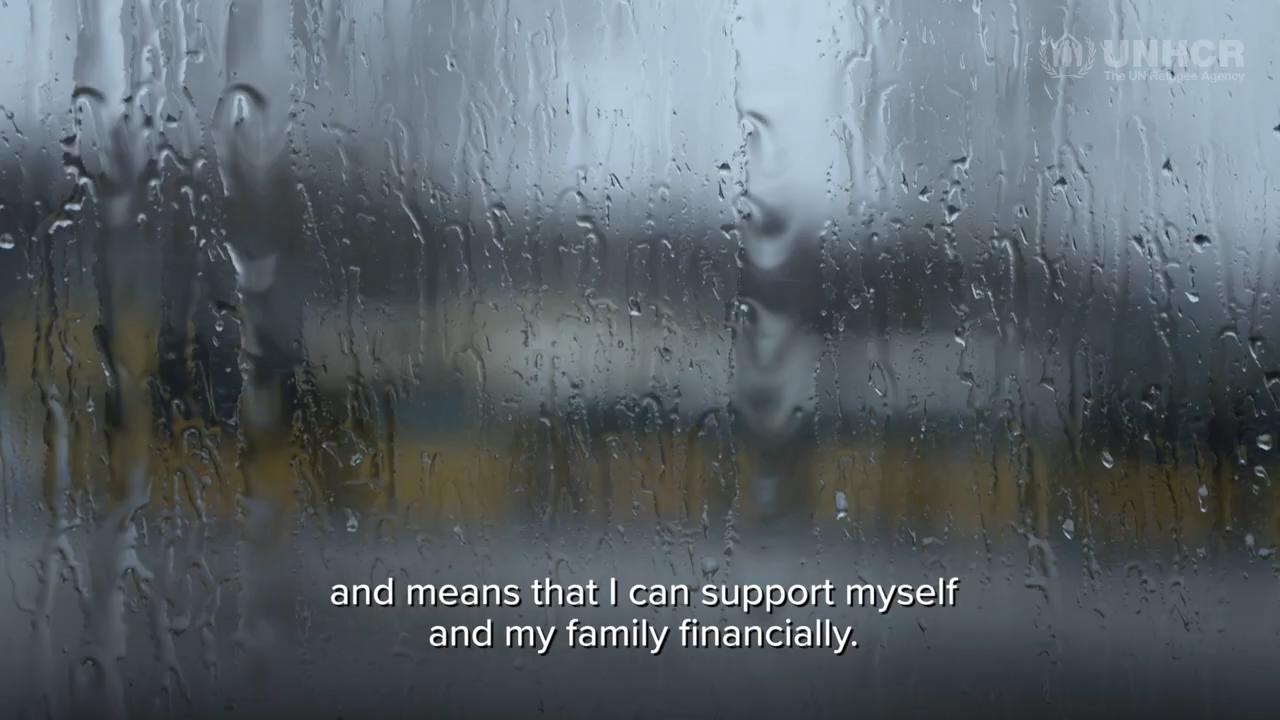 UNHCR
The UN Refugee Agency
and means that I can support myself
and my family financially.